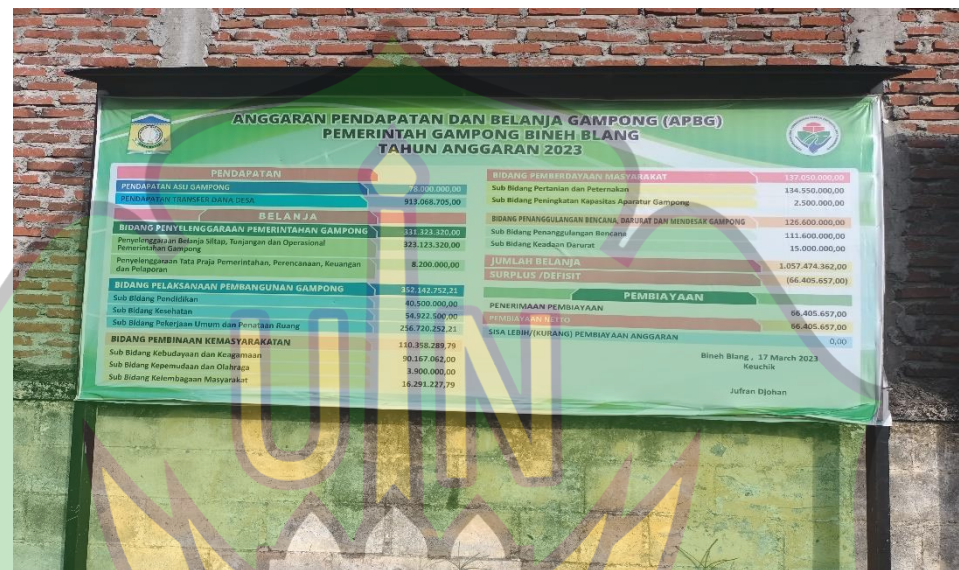 ANGGARAN PENDAPATAN DAN BELANJA GAMPONG (APBG)
PEMERINTAH GAMPONG BINEH BLANG
TAHUN ANGGARAN 2023
PENDAPATAN
PENDAPATAN ASLI GAMPONG 78.000.000,00
PENDAPATAN TRANSFER DANA DESA 913.068.705,00
BELANJA
BIDANG PENYELENGGARAAN PEMERINTAHAN GAMPONG 331.323.320,00
Penyelenggaraan Belanja Siltap, Tunjangan dan Operasional
Pemerintahan Gampong 323.123.320,00
Penyelenggaraan Tata Praja Pemerintahan, Perencanaan, Keuangan
dan Pelaporan 8.200.000,00
BIDANG PELAKSANAAN PEMBANGUNAN GAMPONG 352.142.752,21
Sub Bidang Pendidikan 40.500.000,00
Sub Bidang Kesehatan 54.922.500,00
Sub Bidang Pekerjaan Umum dan Penataan Ruang 256.720.252,21
BIDANG PEMBINAAN KEMASYARAKATAN 110.358.289,79
Sub Bidang Kebudayaan dan Keagamaan 90.167.062,00
Sub Bidang Kepemudaan dan Olahraga 3.900.000,00
Sub Bidang Kelembagaan Masyarakat 16.291.227,79
BIDANG PEMBERDAYAAN MASYARAKAT 137.050.000,00
Sub Bidang Pertanian dan Peternakan 134.550.000,00
Sub Bidang Peningkatan Kapasitas Aparatur Gampong 2.500.000,00
BIDANG PENANGGULANGAN BENCANA, DARURAT DAN MENDESAK GAMPONG 126.600.000,00
Sub Bidang Penanggulangan Bencana 111.600.000,00
Sub Bidang Keadaan Darurat 15.000.000,00
JUMLAH BELANJA 1.057.474.362,00
SURPLUS /DEFISIT (66.405.657,00)
PEMBIAYAAN
PENERIMAAN PEMBIAYAAN 66.405.657,00
PEMBIAYAAN NETTO 66.405.657,00
SISA LEBIH/(KURANG) PEMBIAYAAN ANGGARAN 0,00
Bineh Blang , 17 March 2023
Keuchik
Jufran Djohan
UIN